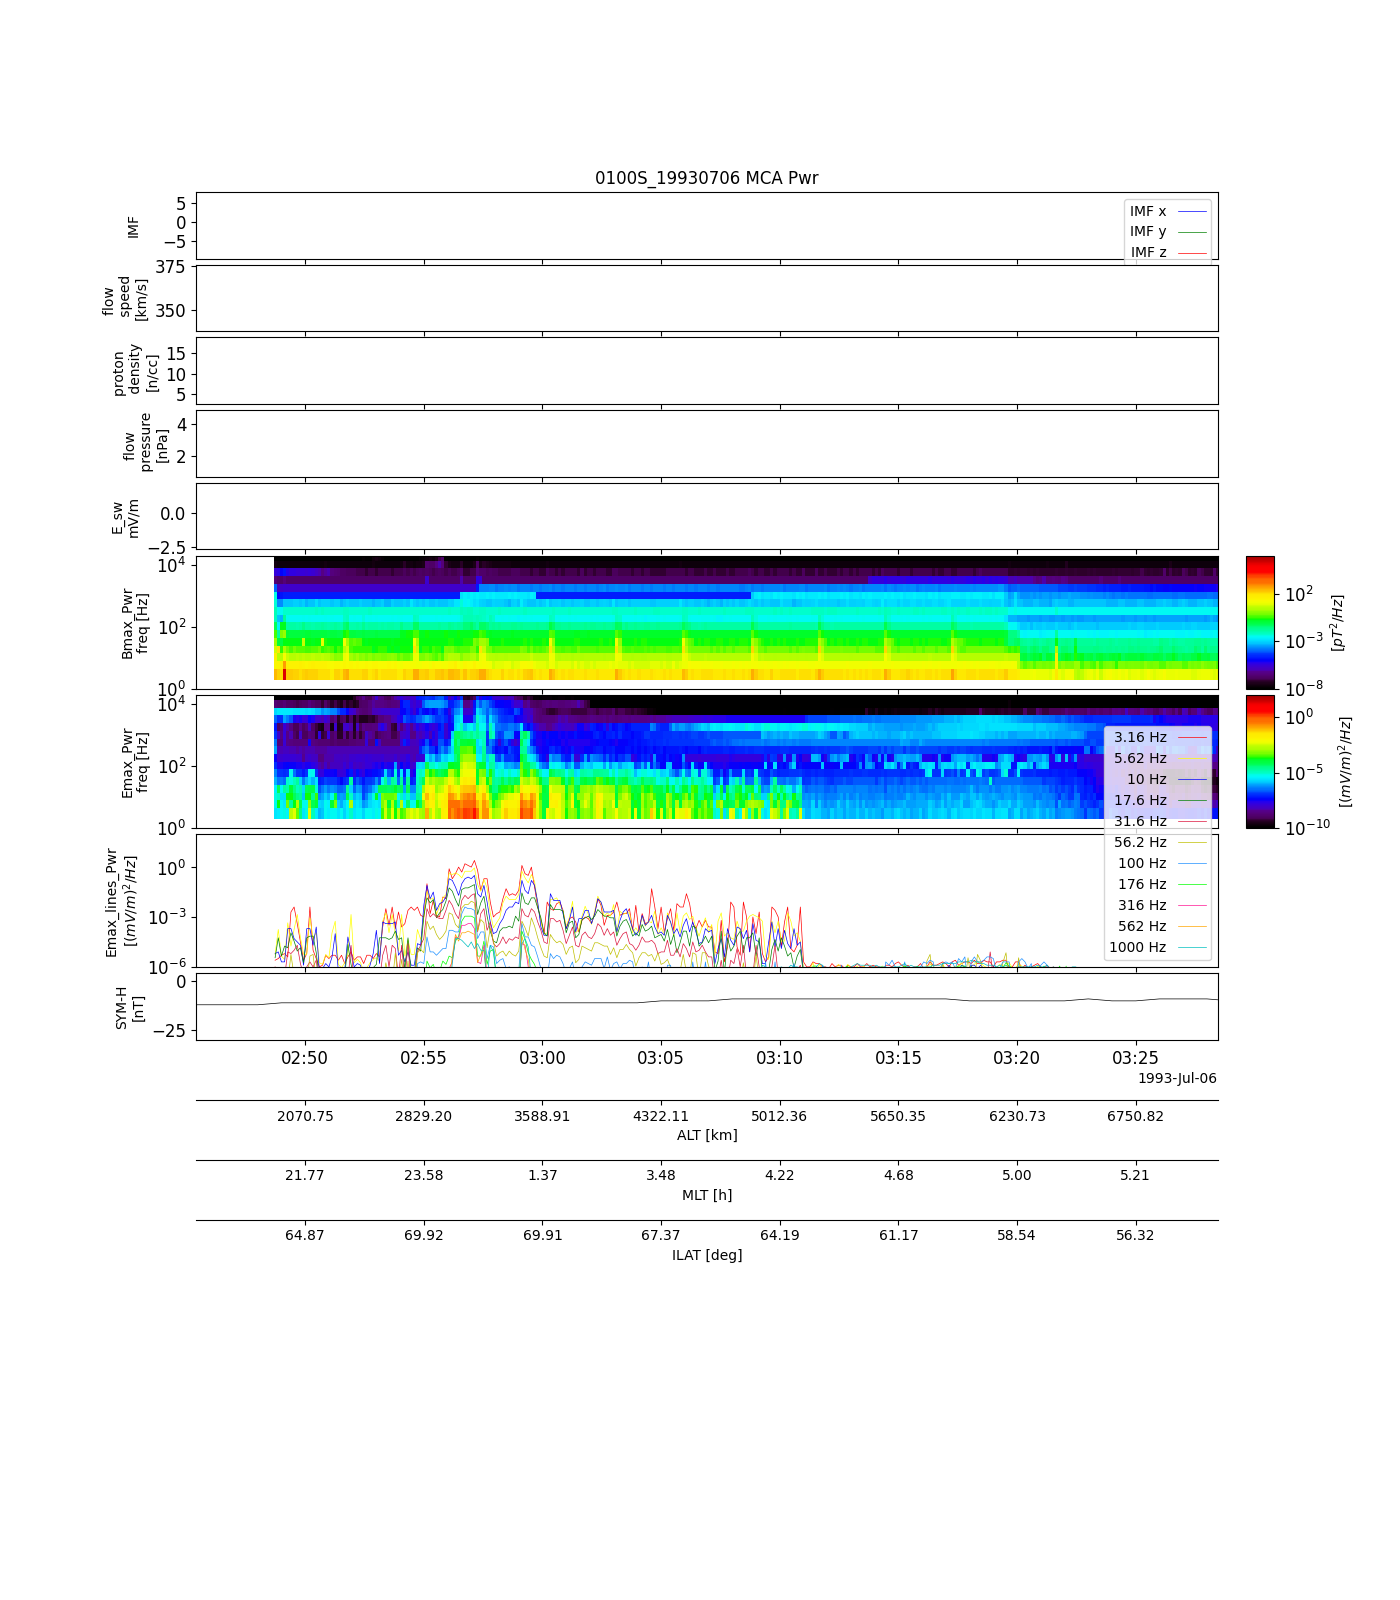 0100S_19930706 MCA Pwr
5
0
−5
IMF
IMF x
IMF y
IMF z
375
350
flow
speed
[km/s]
15
10
5
proton
density
[n/cc]
4
2
flow
pressure
[nPa]
0.0
−2.5
E_sw
mV/m
10^4
10^2
10^0
Bmax_Pwr
freq [Hz]
10^2
10^−3
10^−8
[pT^2/Hz]
10^4
10^2
10^0
Emax_Pwr
freq [Hz]
10^0
10^−5
10^−10
[(mV/m)^2/Hz]
3.16 Hz
5.62 Hz
10 Hz
17.6 Hz
31.6 Hz
56.2 Hz
100 Hz
176 Hz
316 Hz
562 Hz
1000 Hz
10^0
10^−3
10^−6
Emax_lines_Pwr
[(mV/m)^2/Hz]
0
−25
SYM-H
[nT]
02:50 02:55 03:00 03:05 03:10 03:15 03:20 03:25
1993-Jul-06
2070.75 2829.20 3588.91 4322.11 5012.36 5650.35 6230.73 6750.82
ALT [km]
21.77 23.58 1.37 3.48 4.22 4.68 5.00 5.21
MLT [h]
64.87 69.92 69.91 67.37 64.19 61.17 58.54 56.32
ILAT [deg]